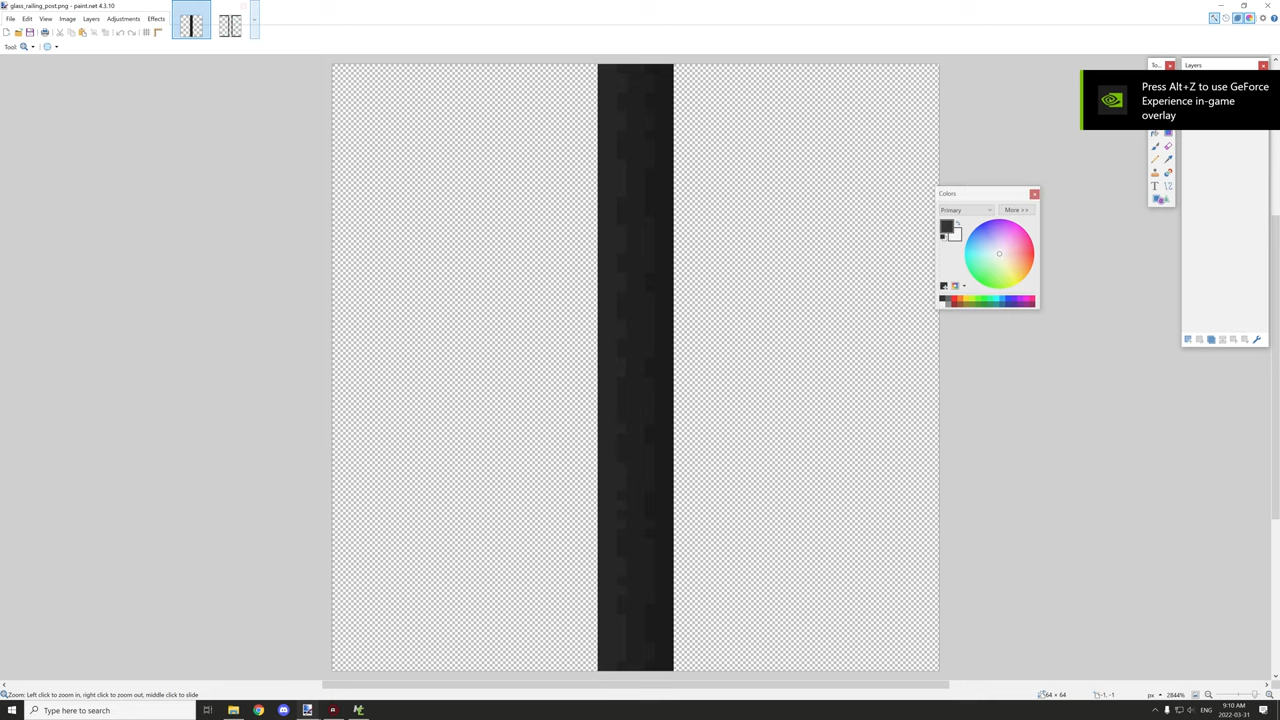 glass_railing_post.png - paint.net 4.3.10
File Edit View Image Layers Adjustments Effects
Tool:
To...
Layers
Press Alt+Z to use GeForce
Experience in-game
overlay
Colors
Primary
More >>
Zoom: Left click to zoom in, right click to zoom out, middle click to slide
64 × 64
-1, -1
px
2844%
Type here to search
ENG
9:10 AM
2022-03-31